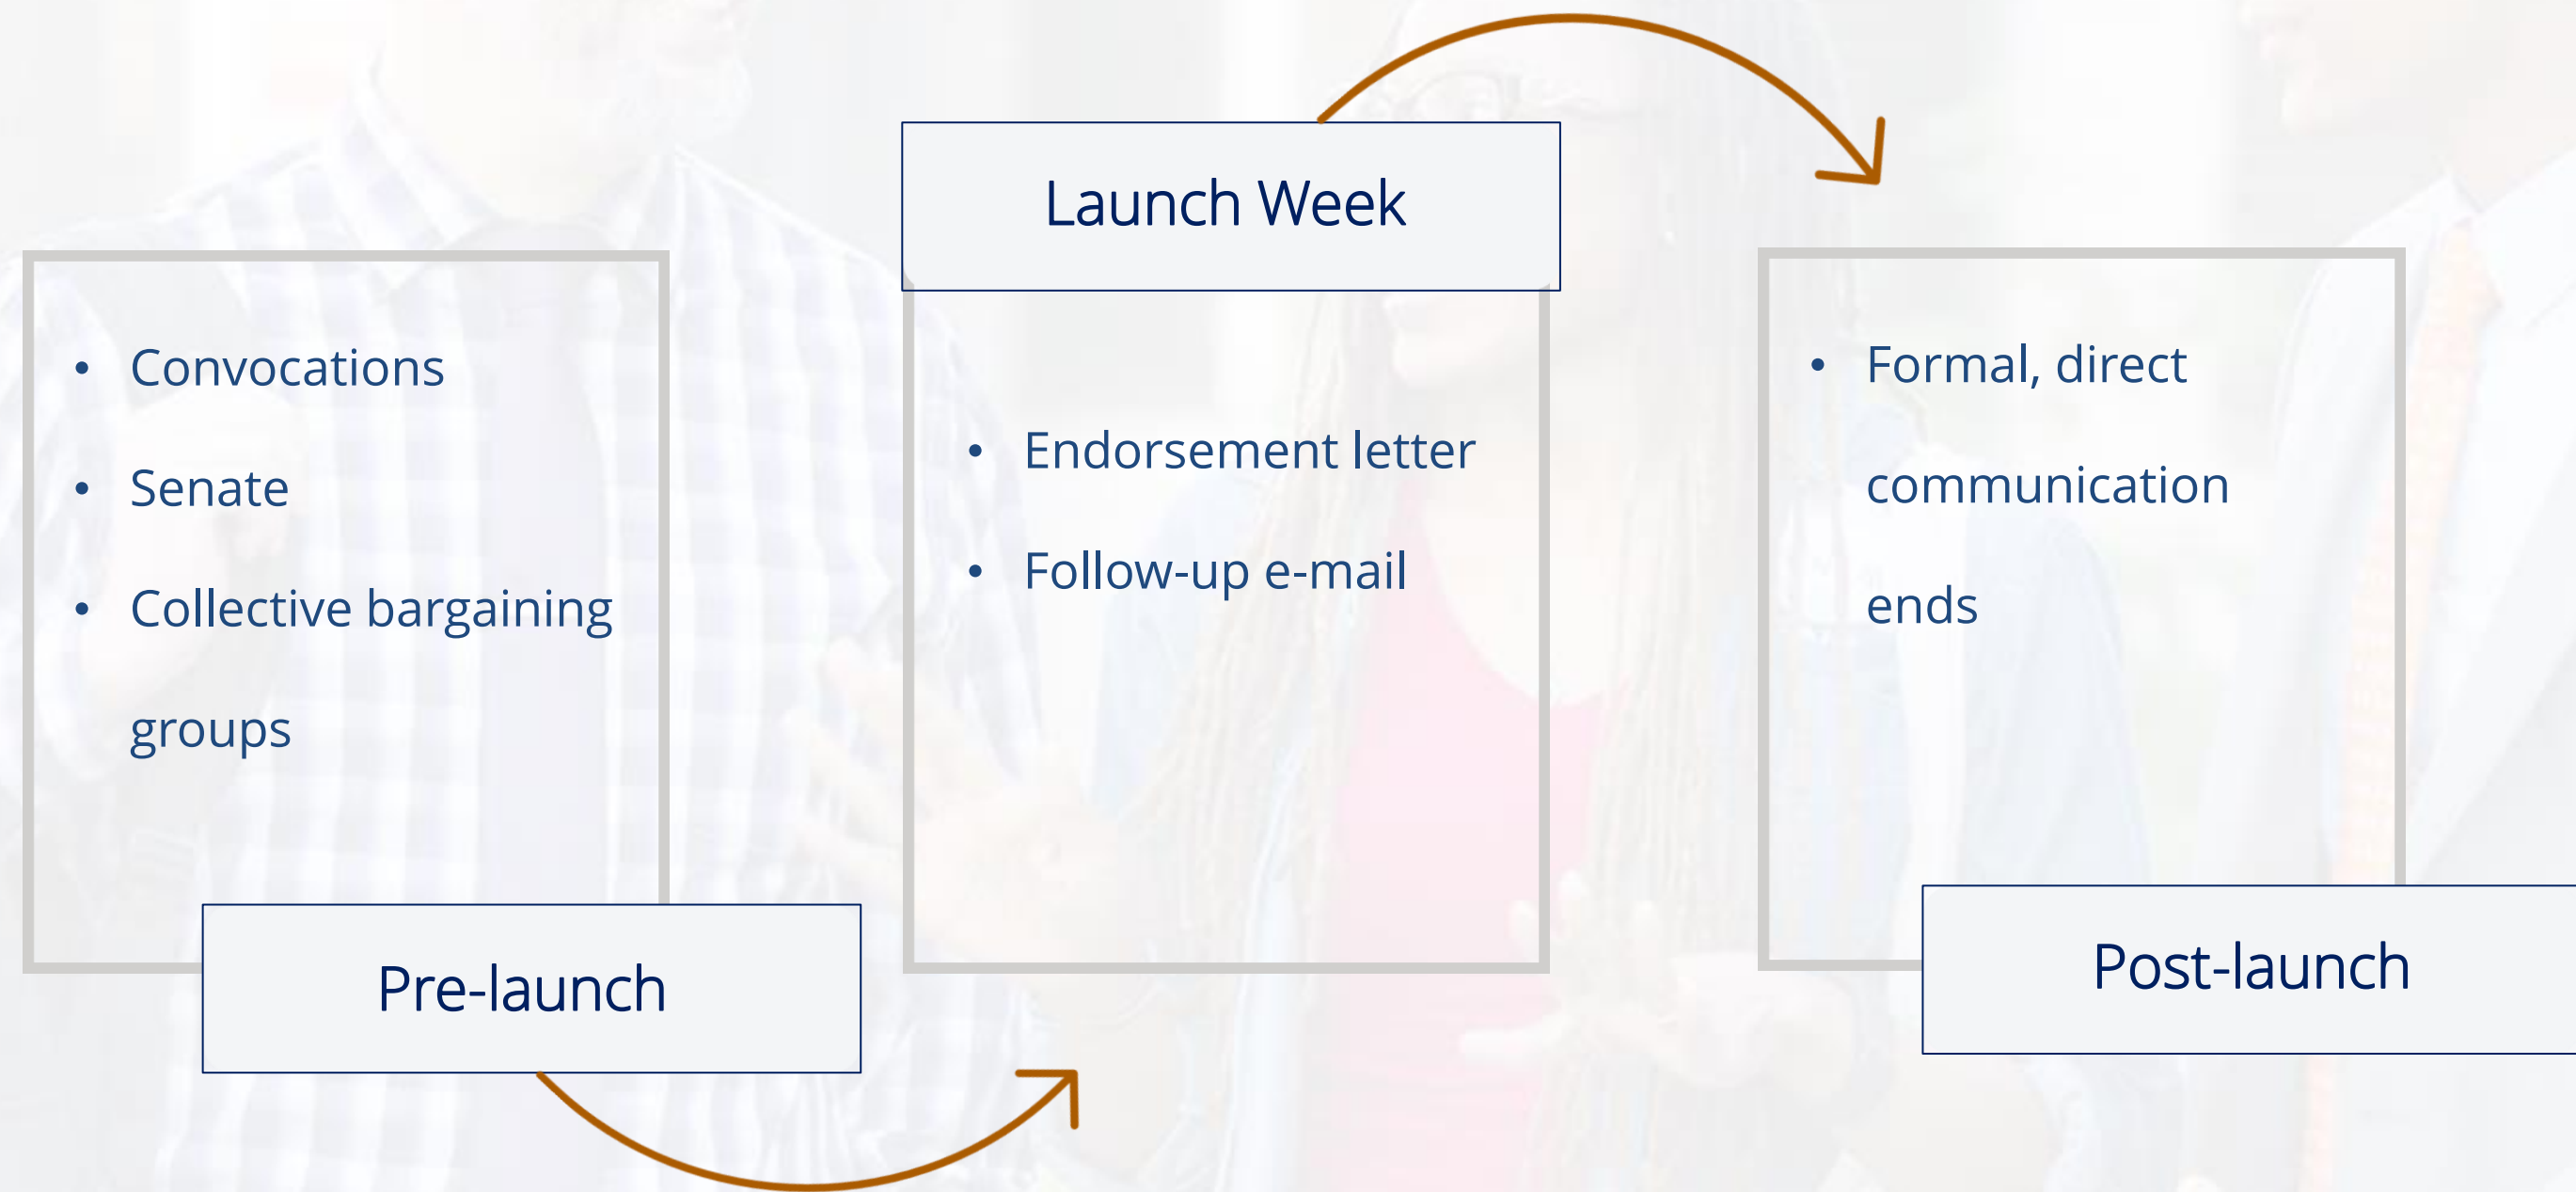 • Convocations
• Senate
• Collective bargaining
groups
Pre-launch
Launch Week
• Endorsement letter
• Follow-up e-mail
• Formal, direct
communication
ends
Post-launch